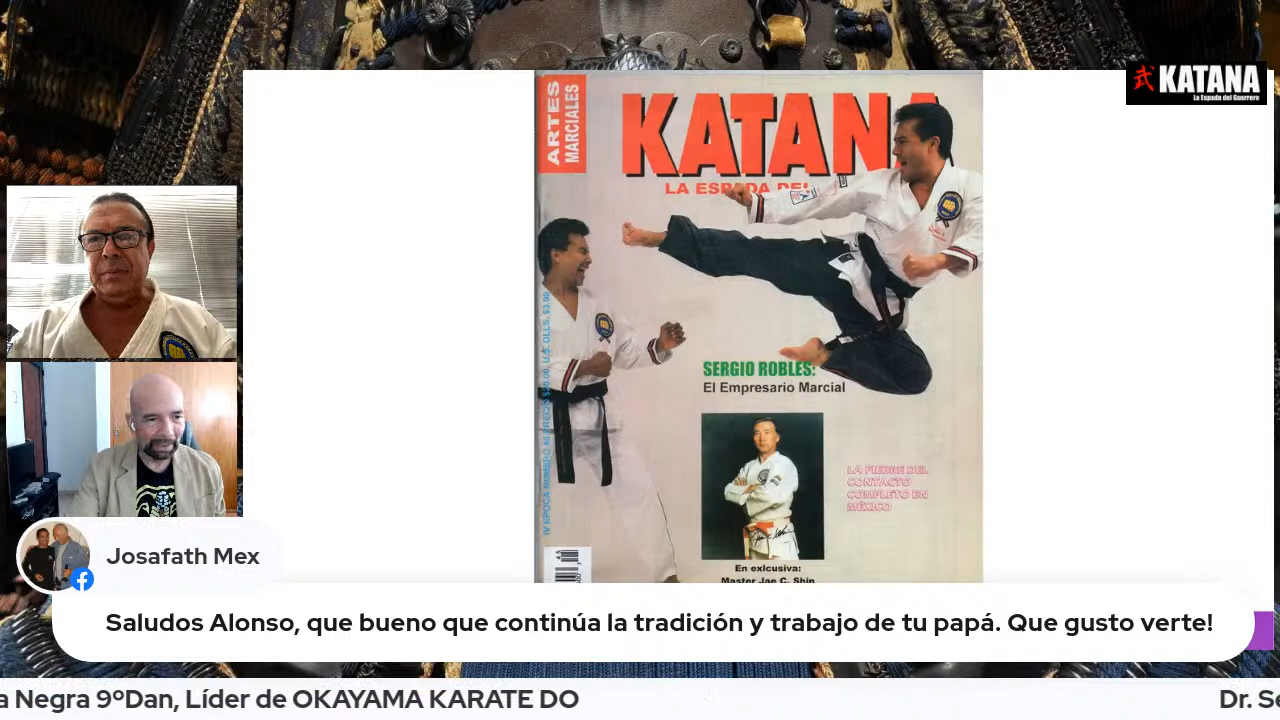 武 KATANA
La Espada del Guerrero
ARTES
MARCIALES
KATANA
LA ESPADA DEL
SERGIO ROBLES:
El Empresario Marcial
LA FIEBRE DEL
CONTACTO
COMPLETO EN
MÉXICO
En exlcusiva:
Master Jae C. Shin
Josafath Mex
Saludos Alonso, que bueno que continúa la tradición y trabajo de tu papá. Que gusto verte!
a Negra 9°Dan, Líder de OKAYAMA KARATE DO
Dr. Se